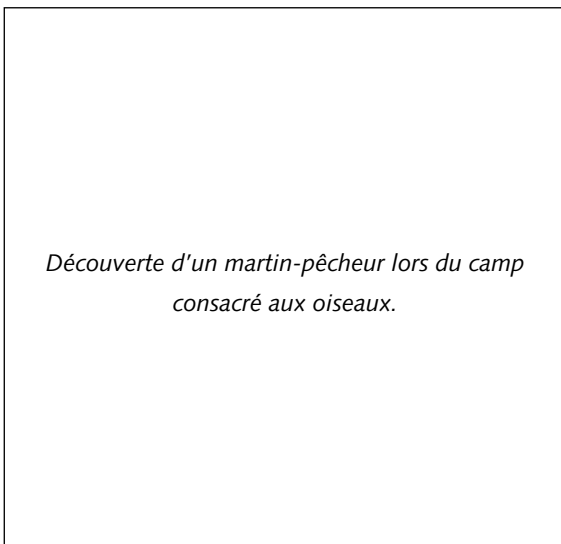 Découverte d'un martin-pêcheur lors du camp
consacré aux oiseaux.